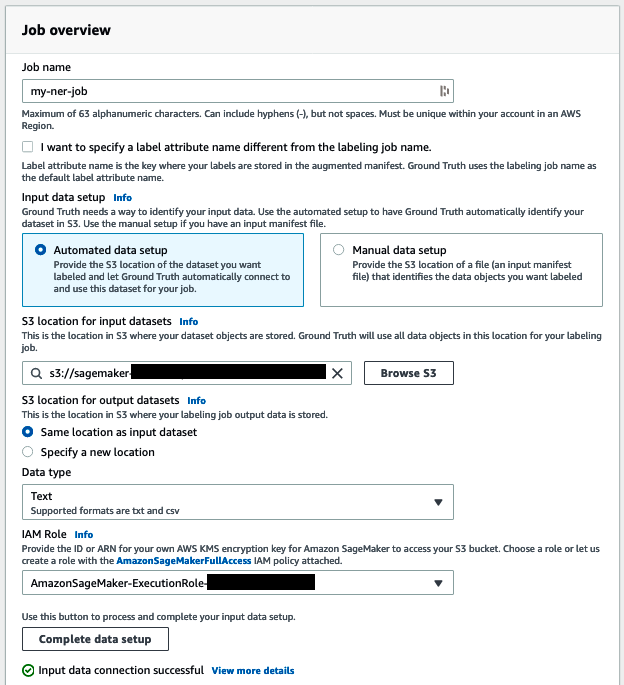 Job overview
Job name
my-ner-job
Maximum of 63 alphanumeric characters. Can include hyphens (-), but not spaces. Must be unique within your account in an AWS
Region.
I want to specify a label attribute name different from the labeling job name.
Label attribute name is the key where your labels are stored in the augmented manifest. Ground Truth uses the labeling job name as
the default label attribute name.
Input data setup Info
Ground Truth needs a way to identify your input data. Use the automated setup to have Ground Truth automatically identify your
dataset in S3. Use the manual setup if you have an input manifest file.
Automated data setup
Provide the S3 location of the dataset you want
labeled and let Ground Truth automatically connect to
and use this dataset for your job.
Manual data setup
Provide the S3 location of a file (an input manifest
file) that identifies the data objects you want labeled
S3 location for input datasets Info
This is the location in S3 where your dataset objects are stored. Ground Truth will use all data objects in this location for your labeling
job.
s3://sagemaker-
Browse S3
S3 location for output datasets Info
This is the location in S3 where your labeling job output data is stored.
Same location as input dataset
Specify a new location
Data type
Text
Supported formats are txt and csv
IAM Role Info
Provide the ID or ARN for your own AWS KMS encryption key for Amazon SageMaker to access your S3 bucket. Choose a role or let us
create a role with the AmazonSageMakerFullAccess IAM policy attached.
AmazonSageMaker-ExecutionRole-
Use this button to process and complete your input data setup.
Complete data setup
Input data connection successful View more details